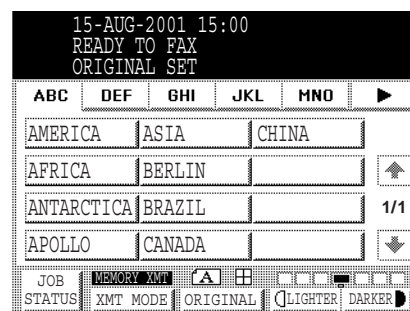 15-AUG-2001 15:00
READY TO FAX
ORIGINAL SET
ABC DEF GHI JKL MNO
AMERICA ASIA CHINA
AFRICA BERLIN
ANTARCTICA BRAZIL 1/1
APOLLO CANADA
JOB STATUS
MEMORY XMT A
XMT MODE ORIGINAL LIGHTER DARKER